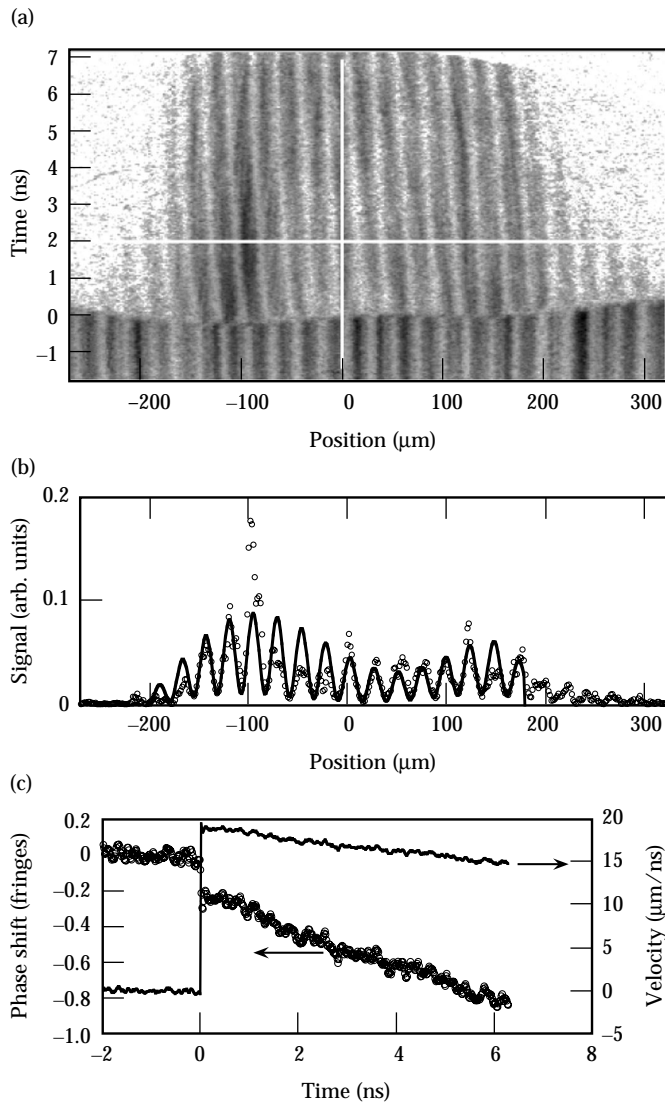 (a)
7
6
5
4
3
2
1
0
−1
Time (ns)
−200 −100 0 100 200 300
Position (μm)
(b)
0.2
0.1
0
Signal (arb. units)
−200 −100 0 100 200 300
Position (μm)
(c)
0.2
0
−0.2
−0.4
−0.6
−0.8
−1.0
Phase shift (fringes)
20
15
10
5
0
−5
Velocity (μm/ns)
−2 0 2 4 6 8
Time (ns)